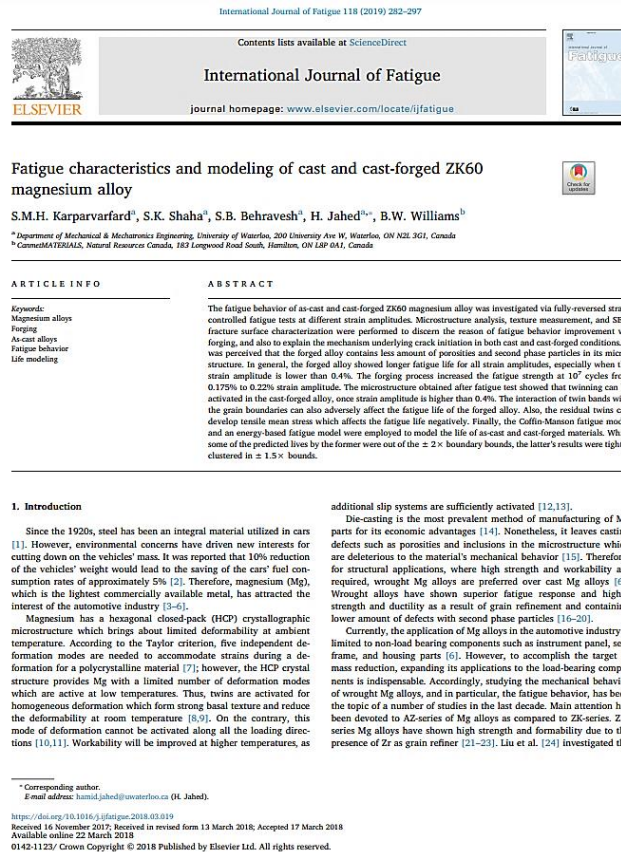 International Journal of Fatigue 118 (2019) 282–297
Contents lists available at ScienceDirect
International Journal of Fatigue
journal homepage: www.elsevier.com/locate/ijfatigue
ELSEVIER
Fatigue
Fatigue characteristics and modeling of cast and cast-forged ZK60
magnesium alloy
Check for
updates
S.M.H. Karparvarfardᵃ, S.K. Shahaᵃ, S.B. Behraveshᵃ, H. Jahedᵃ,*, B.W. Williamsᵇ
ᵃ Department of Mechanical & Mechatronics Engineering, University of Waterloo, 200 University Ave W, Waterloo, ON N2L 3G1, Canada
ᵇ CanmetMATERIALS, Natural Resources Canada, 183 Longwood Road South, Hamilton, ON L8P 0A1, Canada
ARTICLE INFO
Keywords:
Magnesium alloys
Forging
As-cast alloys
Fatigue behavior
Life modeling
ABSTRACT
The fatigue behavior of as-cast and cast-forged ZK60 magnesium alloy was investigated via fully-reversed stra
controlled fatigue tests at different strain amplitudes. Microstructure analysis, texture measurement, and SE
fracture surface characterization were performed to discern the reason of fatigue behavior improvement v
forging, and also to explain the mechanism underlying crack initiation in both cast and cast-forged conditions.
was perceived that the forged alloy contains less amount of porosities and second phase particles in its micr
structure. In general, the forged alloy showed longer fatigue life for all strain amplitudes, especially when t
strain amplitude is lower than 0.4%. The forging process increased the fatigue strength at 10⁷ cycles from
0.175% to 0.22% strain amplitude. The microstructure obtained after fatigue test showed that twinning can
activated in the cast-forged alloy, once strain amplitude is higher than 0.4%. The interaction of twin bands wi
the grain boundaries can also adversely affect the fatigue life of the forged alloy. Also, the residual twins c
develop tensile mean stress which affects the fatigue life negatively. Finally, the Coffin-Manson fatigue mod
and an energy-based fatigue model were employed to model the life of as-cast and cast-forged materials. Wh
some of the predicted lives by the former were out of the ± 2× boundary bounds, the latter's results were tight
clustered in ± 1.5× bounds.
1. Introduction
Since the 1920s, steel has been an integral material utilized in cars
[1]. However, environmental concerns have driven new interests for
cutting down on the vehicles' mass. It was reported that 10% reduction
of the vehicles' weight would lead to the saving of the cars' fuel con-
sumption rates of approximately 5% [2]. Therefore, magnesium (Mg),
which is the lightest commercially available metal, has attracted the
interest of the automotive industry [3–6].
Magnesium has a hexagonal closed-pack (HCP) crystallographic
microstructure which brings about limited deformability at ambient
temperature. According to the Taylor criterion, five independent de-
formation modes are needed to accommodate strains during a de-
formation for a polycrystalline material [7]; however, the HCP crystal
structure provides Mg with a limited number of deformation modes
which are active at low temperatures. Thus, twins are activated for
homogeneous deformation which form strong basal texture and reduce
the deformability at room temperature [8,9]. On the contrary, this
mode of deformation cannot be activated along all the loading direc-
tions [10,11]. Workability will be improved at higher temperatures, as
additional slip systems are sufficiently activated [12,13].
Die-casting is the most prevalent method of manufacturing of M
parts for its economic advantages [14]. Nonetheless, it leaves castin
defects such as porosities and inclusions in the microstructure whic
are deleterious to the material's mechanical behavior [15]. Therefor
for structural applications, where high strength and workability a
required, wrought Mg alloys are preferred over cast Mg alloys [6
Wrought alloys have shown superior fatigue response and high
strength and ductility as a result of grain refinement and containin
lower amount of defects with second phase particles [16–20].
Currently, the application of Mg alloys in the automotive industry
limited to non-load bearing components such as instrument panel, se
frame, and housing parts [6]. However, to accomplish the target
mass reduction, expanding its applications to the load-bearing comp
nents is indispensable. Accordingly, studying the mechanical behavio
of wrought Mg alloys, and in particular, the fatigue behavior, has bec
the topic of a number of studies in the last decade. Main attention h
been devoted to AZ-series of Mg alloys as compared to ZK-series. Z
series Mg alloys have shown high strength and formability due to th
presence of Zr as grain refiner [21–23]. Liu et al. [24] investigated th
* Corresponding author.
E-mail address: hamid.jahed@uwaterloo.ca (H. Jahed).
https://doi.org/10.1016/j.ijfatigue.2018.03.019
Received 16 November 2017; Received in revised form 13 March 2018; Accepted 17 March 2018
Available online 22 March 2018
0142-1123/ Crown Copyright © 2018 Published by Elsevier Ltd. All rights reserved.